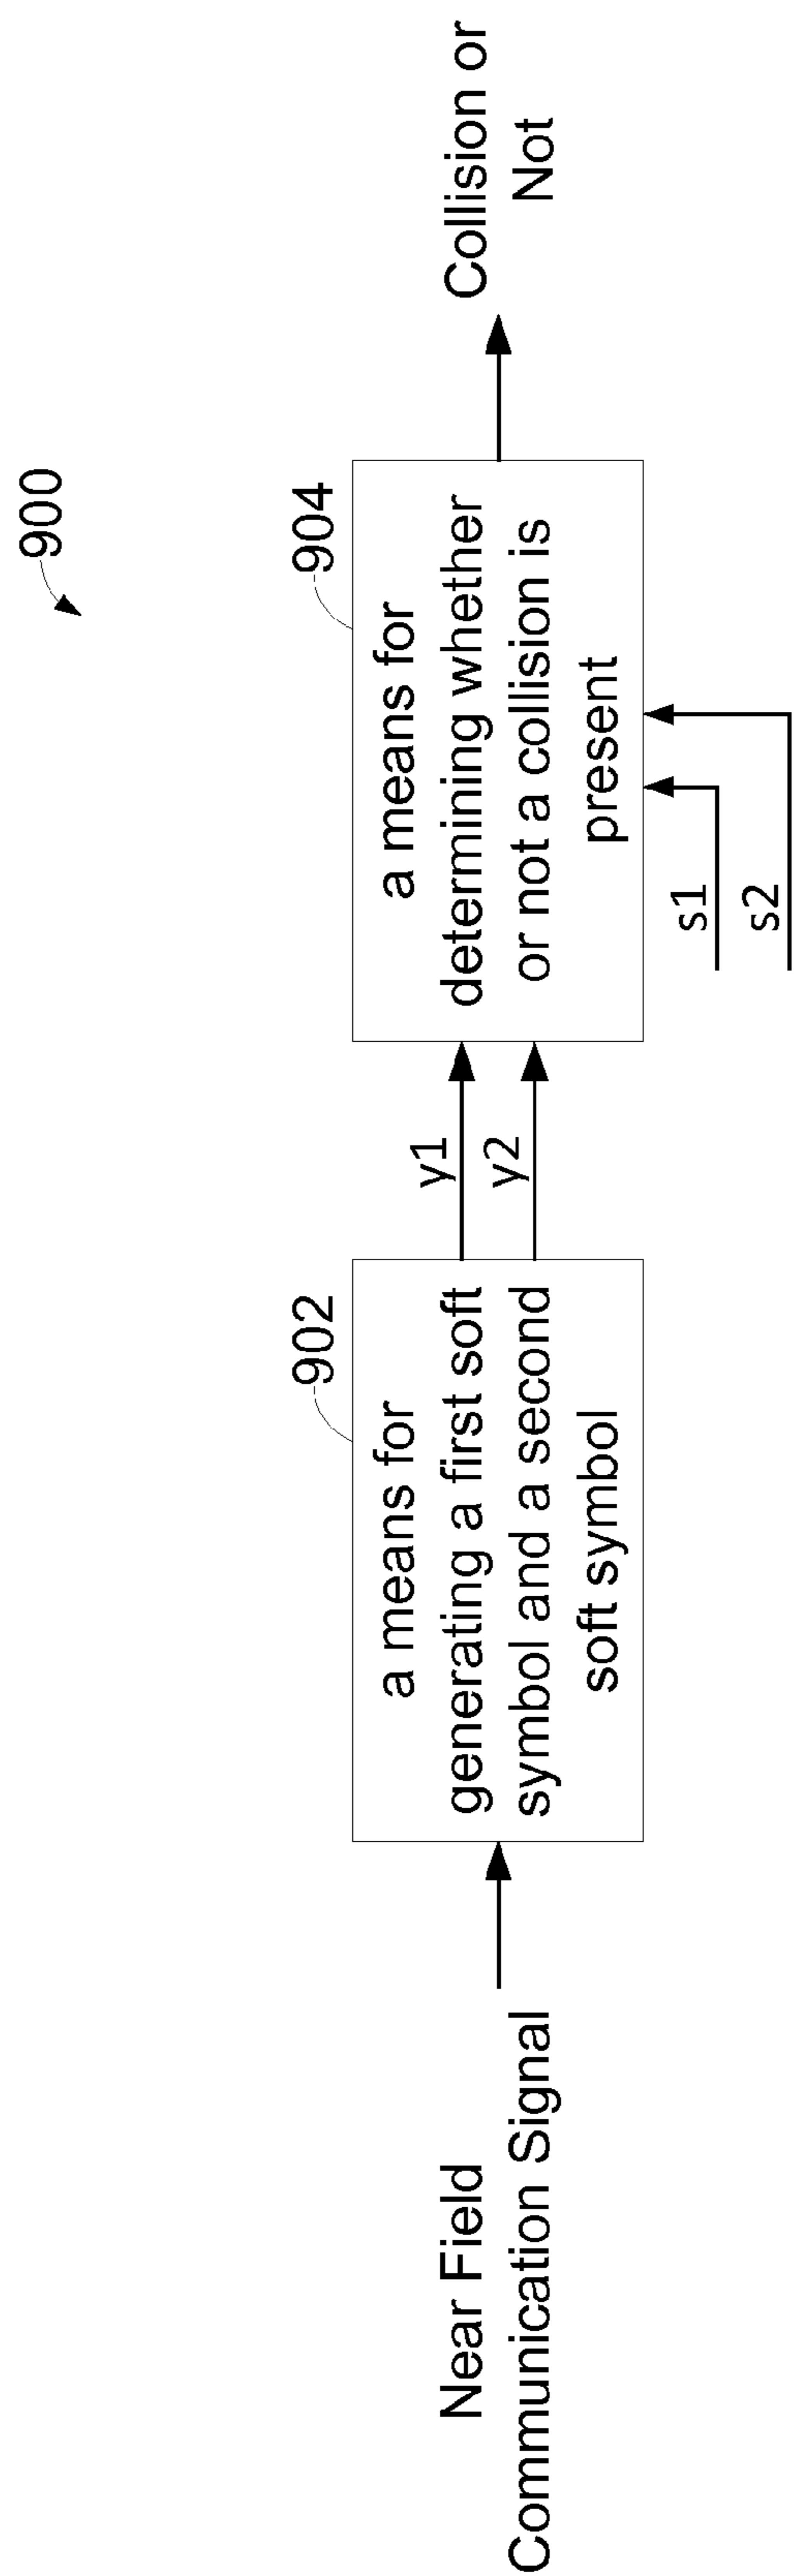 900
Near Field
Communication Signal
902
a means for
generating a first soft
symbol and a second
soft symbol
y1
y2
904
a means for
determining whether
or not a collision is
present
s1
s2
Collision or
Not